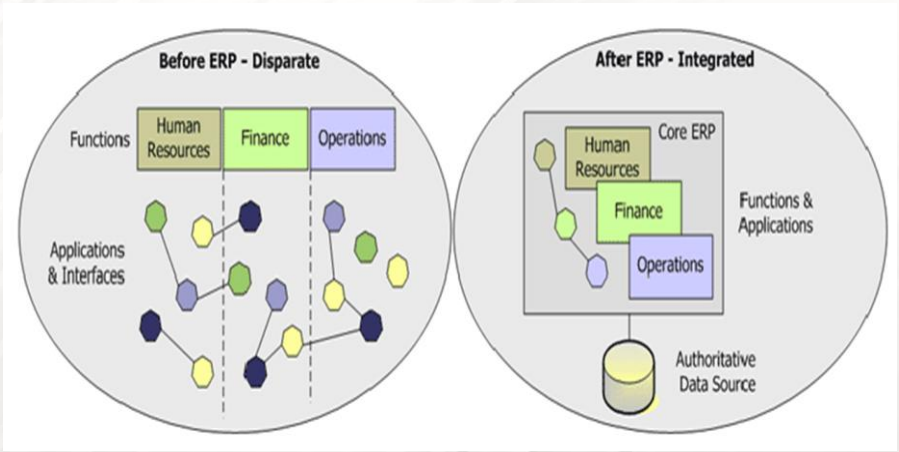 Before ERP - Disparate
Functions
Human
Resources
Finance
Operations
Applications
& Interfaces
After ERP - Integrated
Core ERP
Human
Resources
Finance
Operations
Functions &
Applications
Authoritative
Data Source